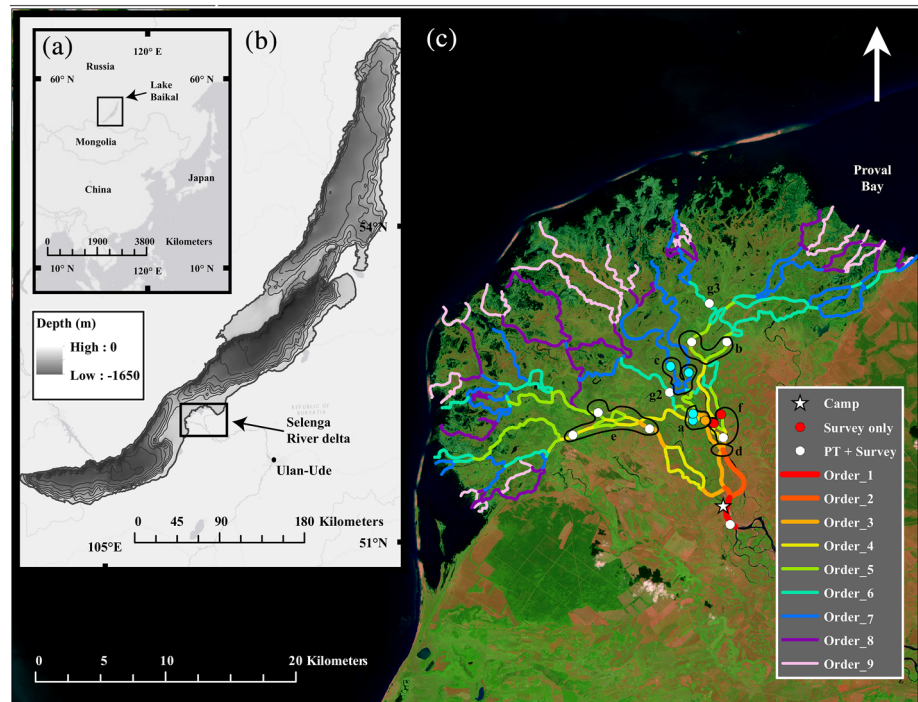 (a)
120° E
Russia
60° N
60° N
Lake
Baikal
Mongolia
China
Japan
0
1900
3800
Kilometers
10° N
120° E
10° N
(b)
54°N
Depth (m)
High : 0
Low : -1650
REPUBLIC OF
BURYATIA
Selenga
River delta
Ulan-Ude
0
45
90
180
Kilometers
105°E
51°N
(c)
Proval
Bay
g3
b
c
g2
a
f
e
d
Camp
Survey only
PT + Survey
Order_1
Order_2
Order_3
Order_4
Order_5
Order_6
Order_7
Order_8
Order_9
0
5
10
20 Kilometers